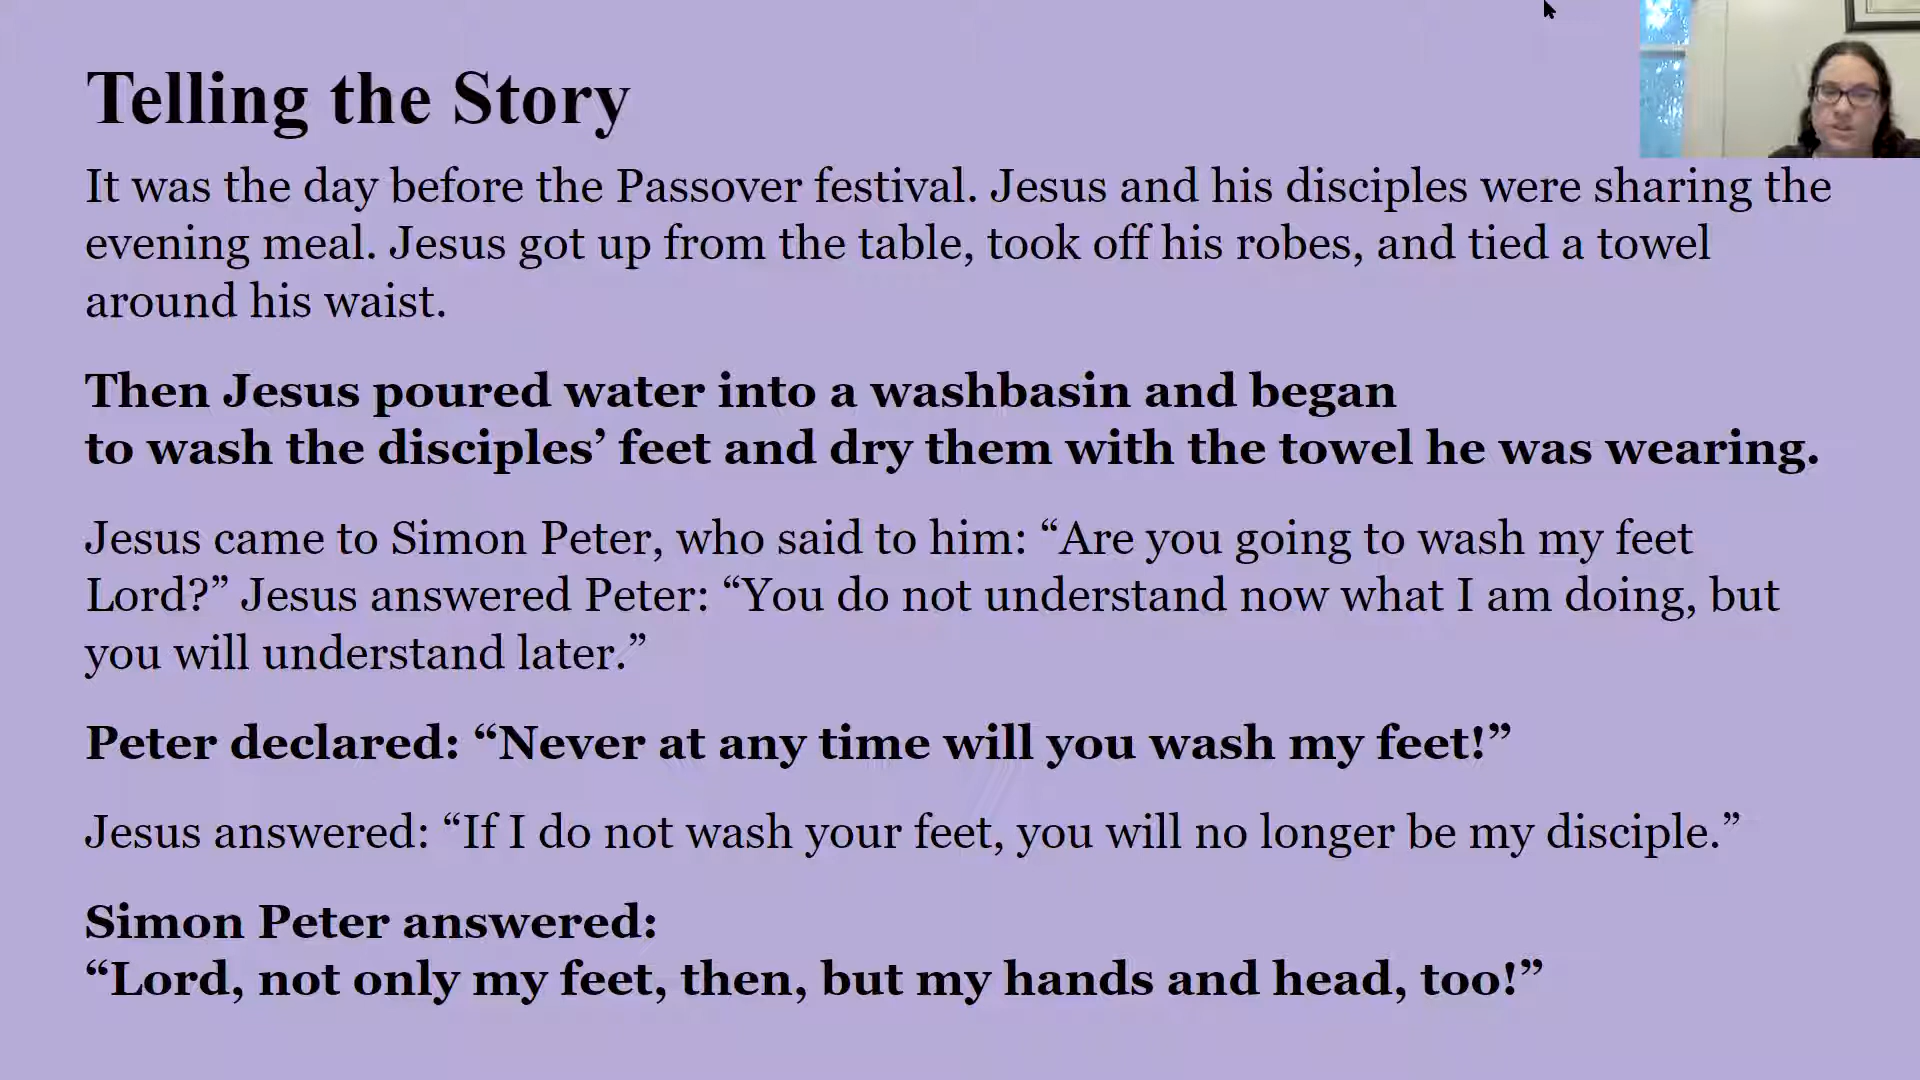 Telling the Story
It was the day before the Passover festival. Jesus and his disciples were sharing the
evening meal. Jesus got up from the table, took off his robes, and tied a towel
around his waist.
Then Jesus poured water into a washbasin and began
to wash the disciples’ feet and dry them with the towel he was wearing.
Jesus came to Simon Peter, who said to him: “Are you going to wash my feet
Lord?” Jesus answered Peter: “You do not understand now what I am doing, but
you will understand later.”
Peter declared: “Never at any time will you wash my feet!”
Jesus answered: “If I do not wash your feet, you will no longer be my disciple.”
Simon Peter answered:
“Lord, not only my feet, then, but my hands and head, too!”